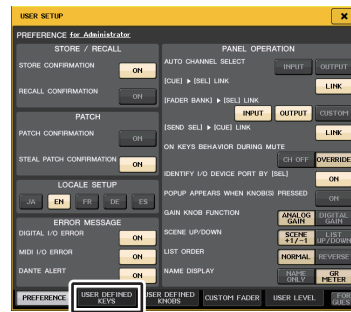 USER SETUP
PREFERENCE for Administrator
STORE / RECALL
STORE CONFIRMATION ON
RECALL CONFIRMATION ON
PATCH
PATCH CONFIRMATION ON
STEAL PATCH CONFIRMATION ON
LOCALE SETUP
JA EN FR DE ES
ERROR MESSAGE
DIGITAL I/O ERROR ON
MIDI I/O ERROR ON
DANTE ALERT ON
PANEL OPERATION
AUTO CHANNEL SELECT INPUT OUTPUT
[CUE] ▶ [SEL] LINK LINK
[FADER BANK] ▶ [SEL] LINK
INPUT OUTPUT CUSTOM
[SEND SEL] ▶ [CUE] LINK LINK
ON KEYS BEHAVIOR DURING MUTE
CH OFF OVERRIDE
IDENTIFY I/O DEVICE PORT BY [SEL]
ON
POPUP APPEARS WHEN KNOB IS PRESSED
ON
GAIN KNOB FUNCTION ANALOG GAIN DIGITAL GAIN
SCENE UP/DOWN SCENE +1/-1 LIST UP/DOWN
LIST ORDER NORMAL REVERSE
NAME DISPLAY NAME ONLY GR METER
PREFERENCE USER DEFINED KEYS USER DEFINED KNOBS CUSTOM FADER USER LEVEL FOR GUES